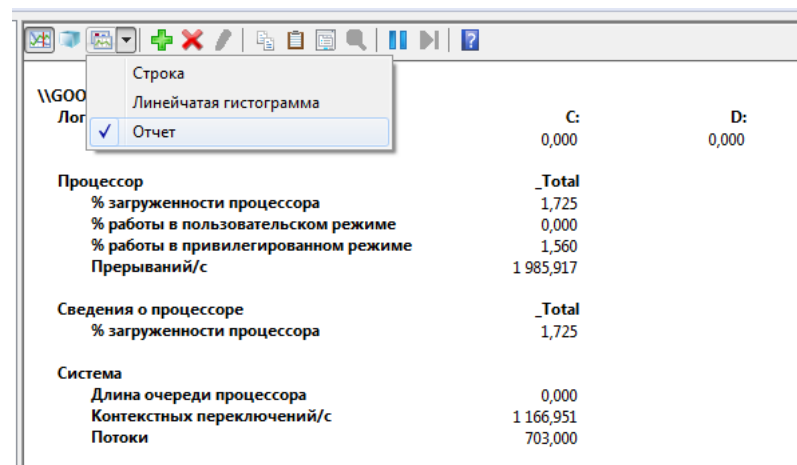 Строка
Линейчатая гистограмма
✓ Отчет
\\GOO
Лог C: D:
0,000 0,000
Процессор _Total
% загруженности процессора 1,725
% работы в пользовательском режиме 0,000
% работы в привилегированном режиме 1,560
Прерываний/с 1 985,917
Сведения о процессоре _Total
% загруженности процессора 1,725
Система
Длина очереди процессора 0,000
Контекстных переключений/с 1 166,951
Потоки 703,000